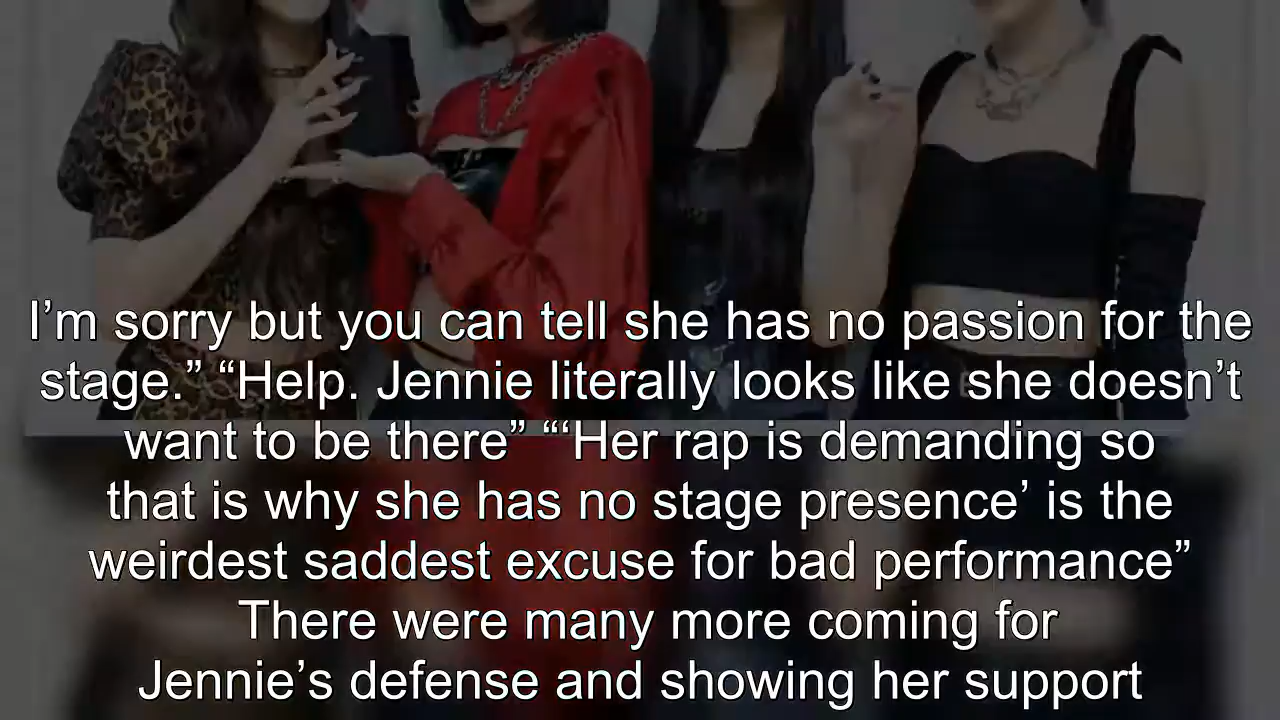 I’m sorry but you can tell she has no passion for the
stage.” “Help. Jennie literally looks like she doesn’t
want to be there” “‘Her rap is demanding so
that is why she has no stage presence’ is the
weirdest saddest excuse for bad performance”
There were many more coming for
Jennie’s defense and showing her support